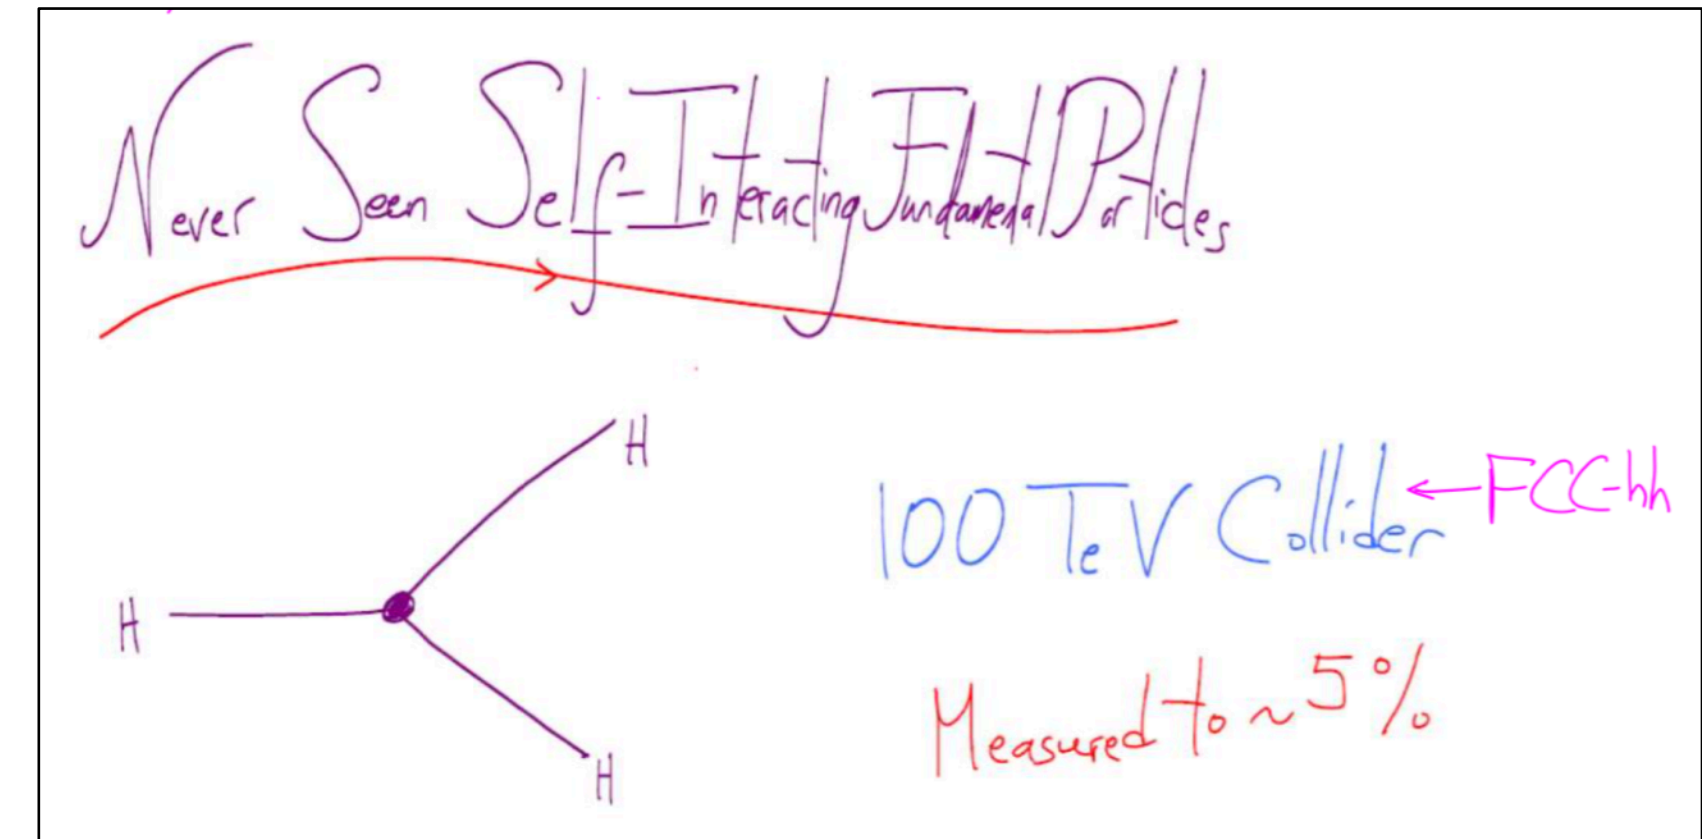 Never Seen Self-Interacting Fundamental Particles
H
100 TeV Collider ← FCC-hh
H
Measured to ~ 5%
H